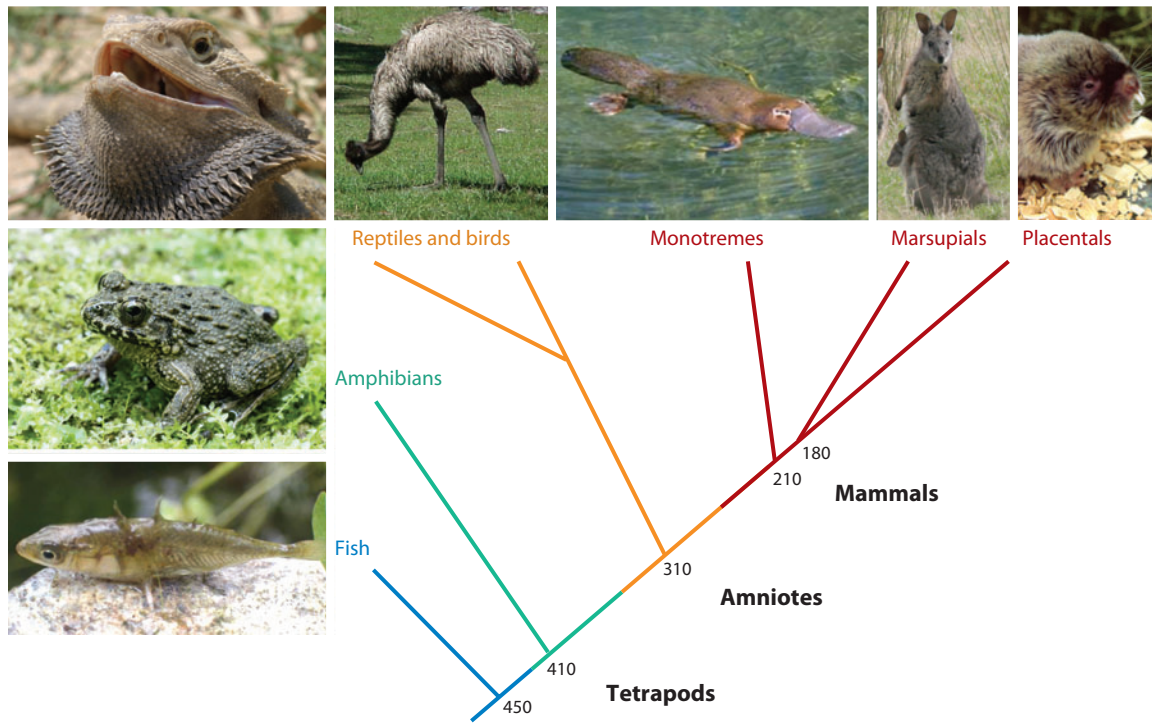 Reptiles and birds
Monotremes
Marsupials
Placentals
Amphibians
180
210
Mammals
Fish
310
Amniotes
410
Tetrapods
450